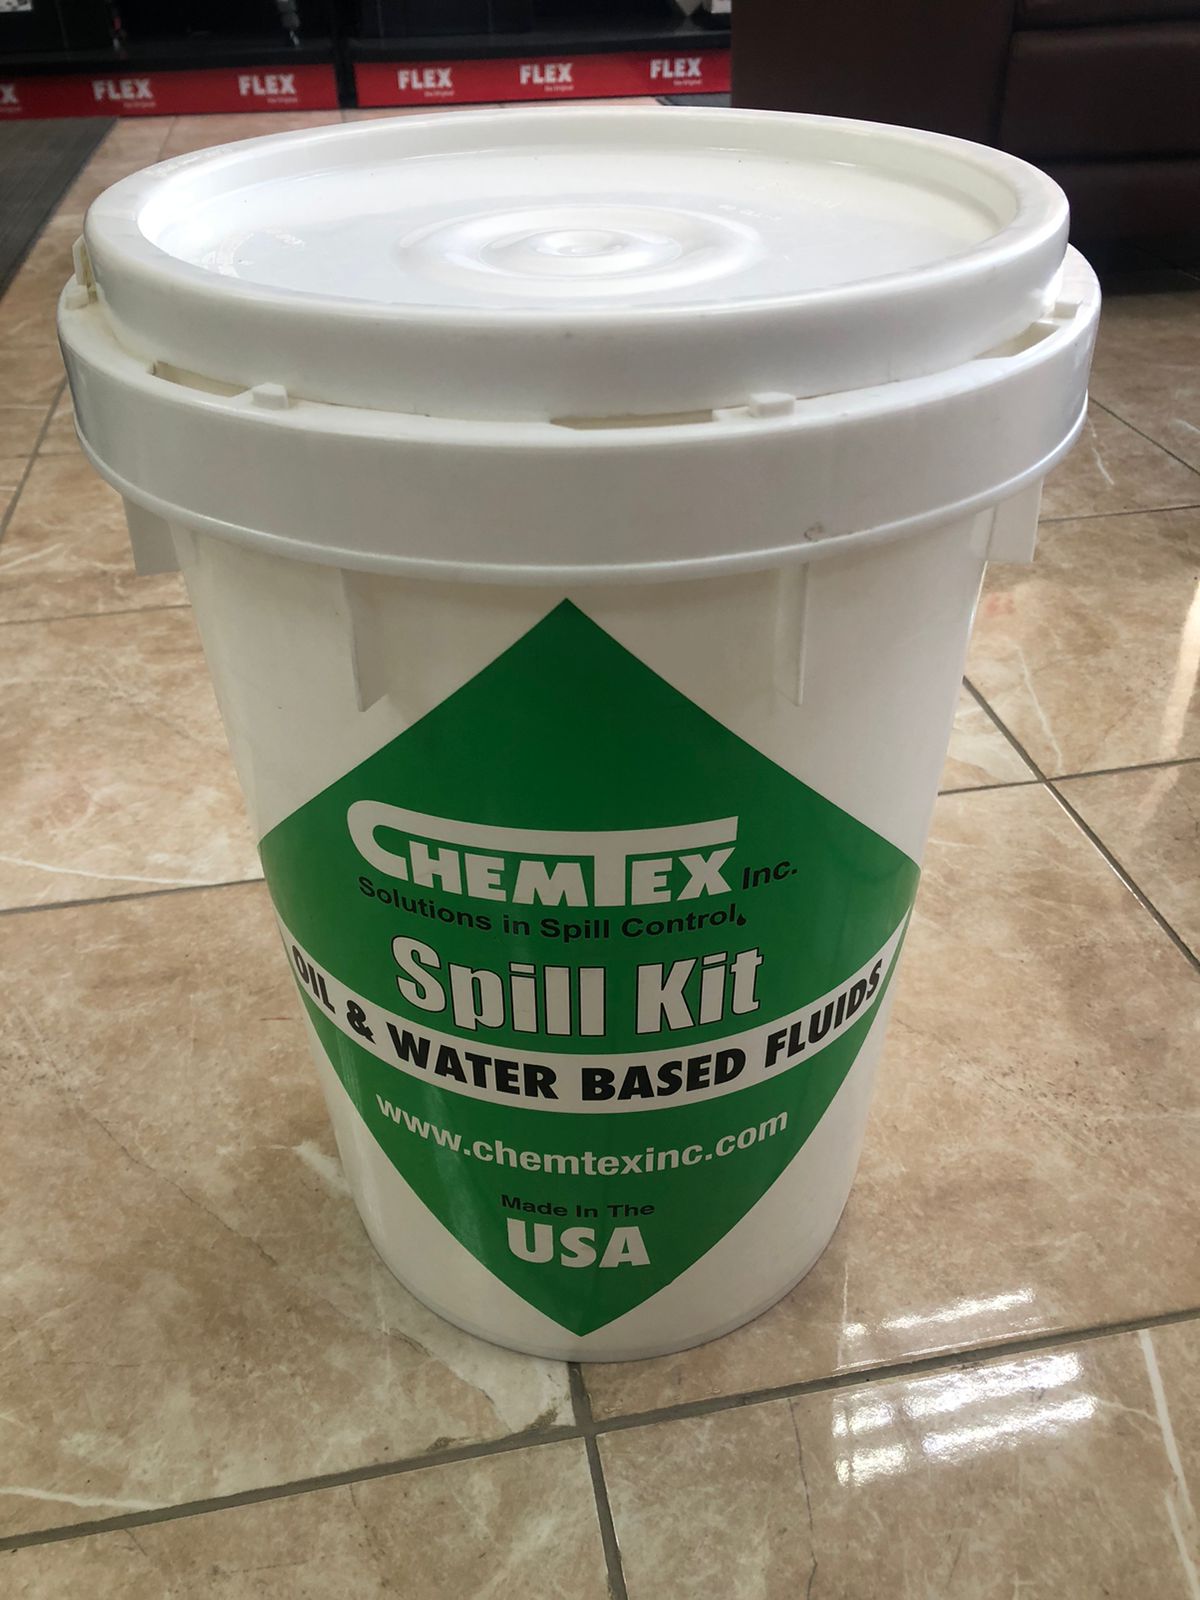 FLEX
FLEX
FLEX
FLEX
FLEX
CHEMTEX Inc.
Solutions in Spill Control
Spill Kit
OIL & WATER BASED FLUIDS
www.chemtexinc.com
Made In The
USA